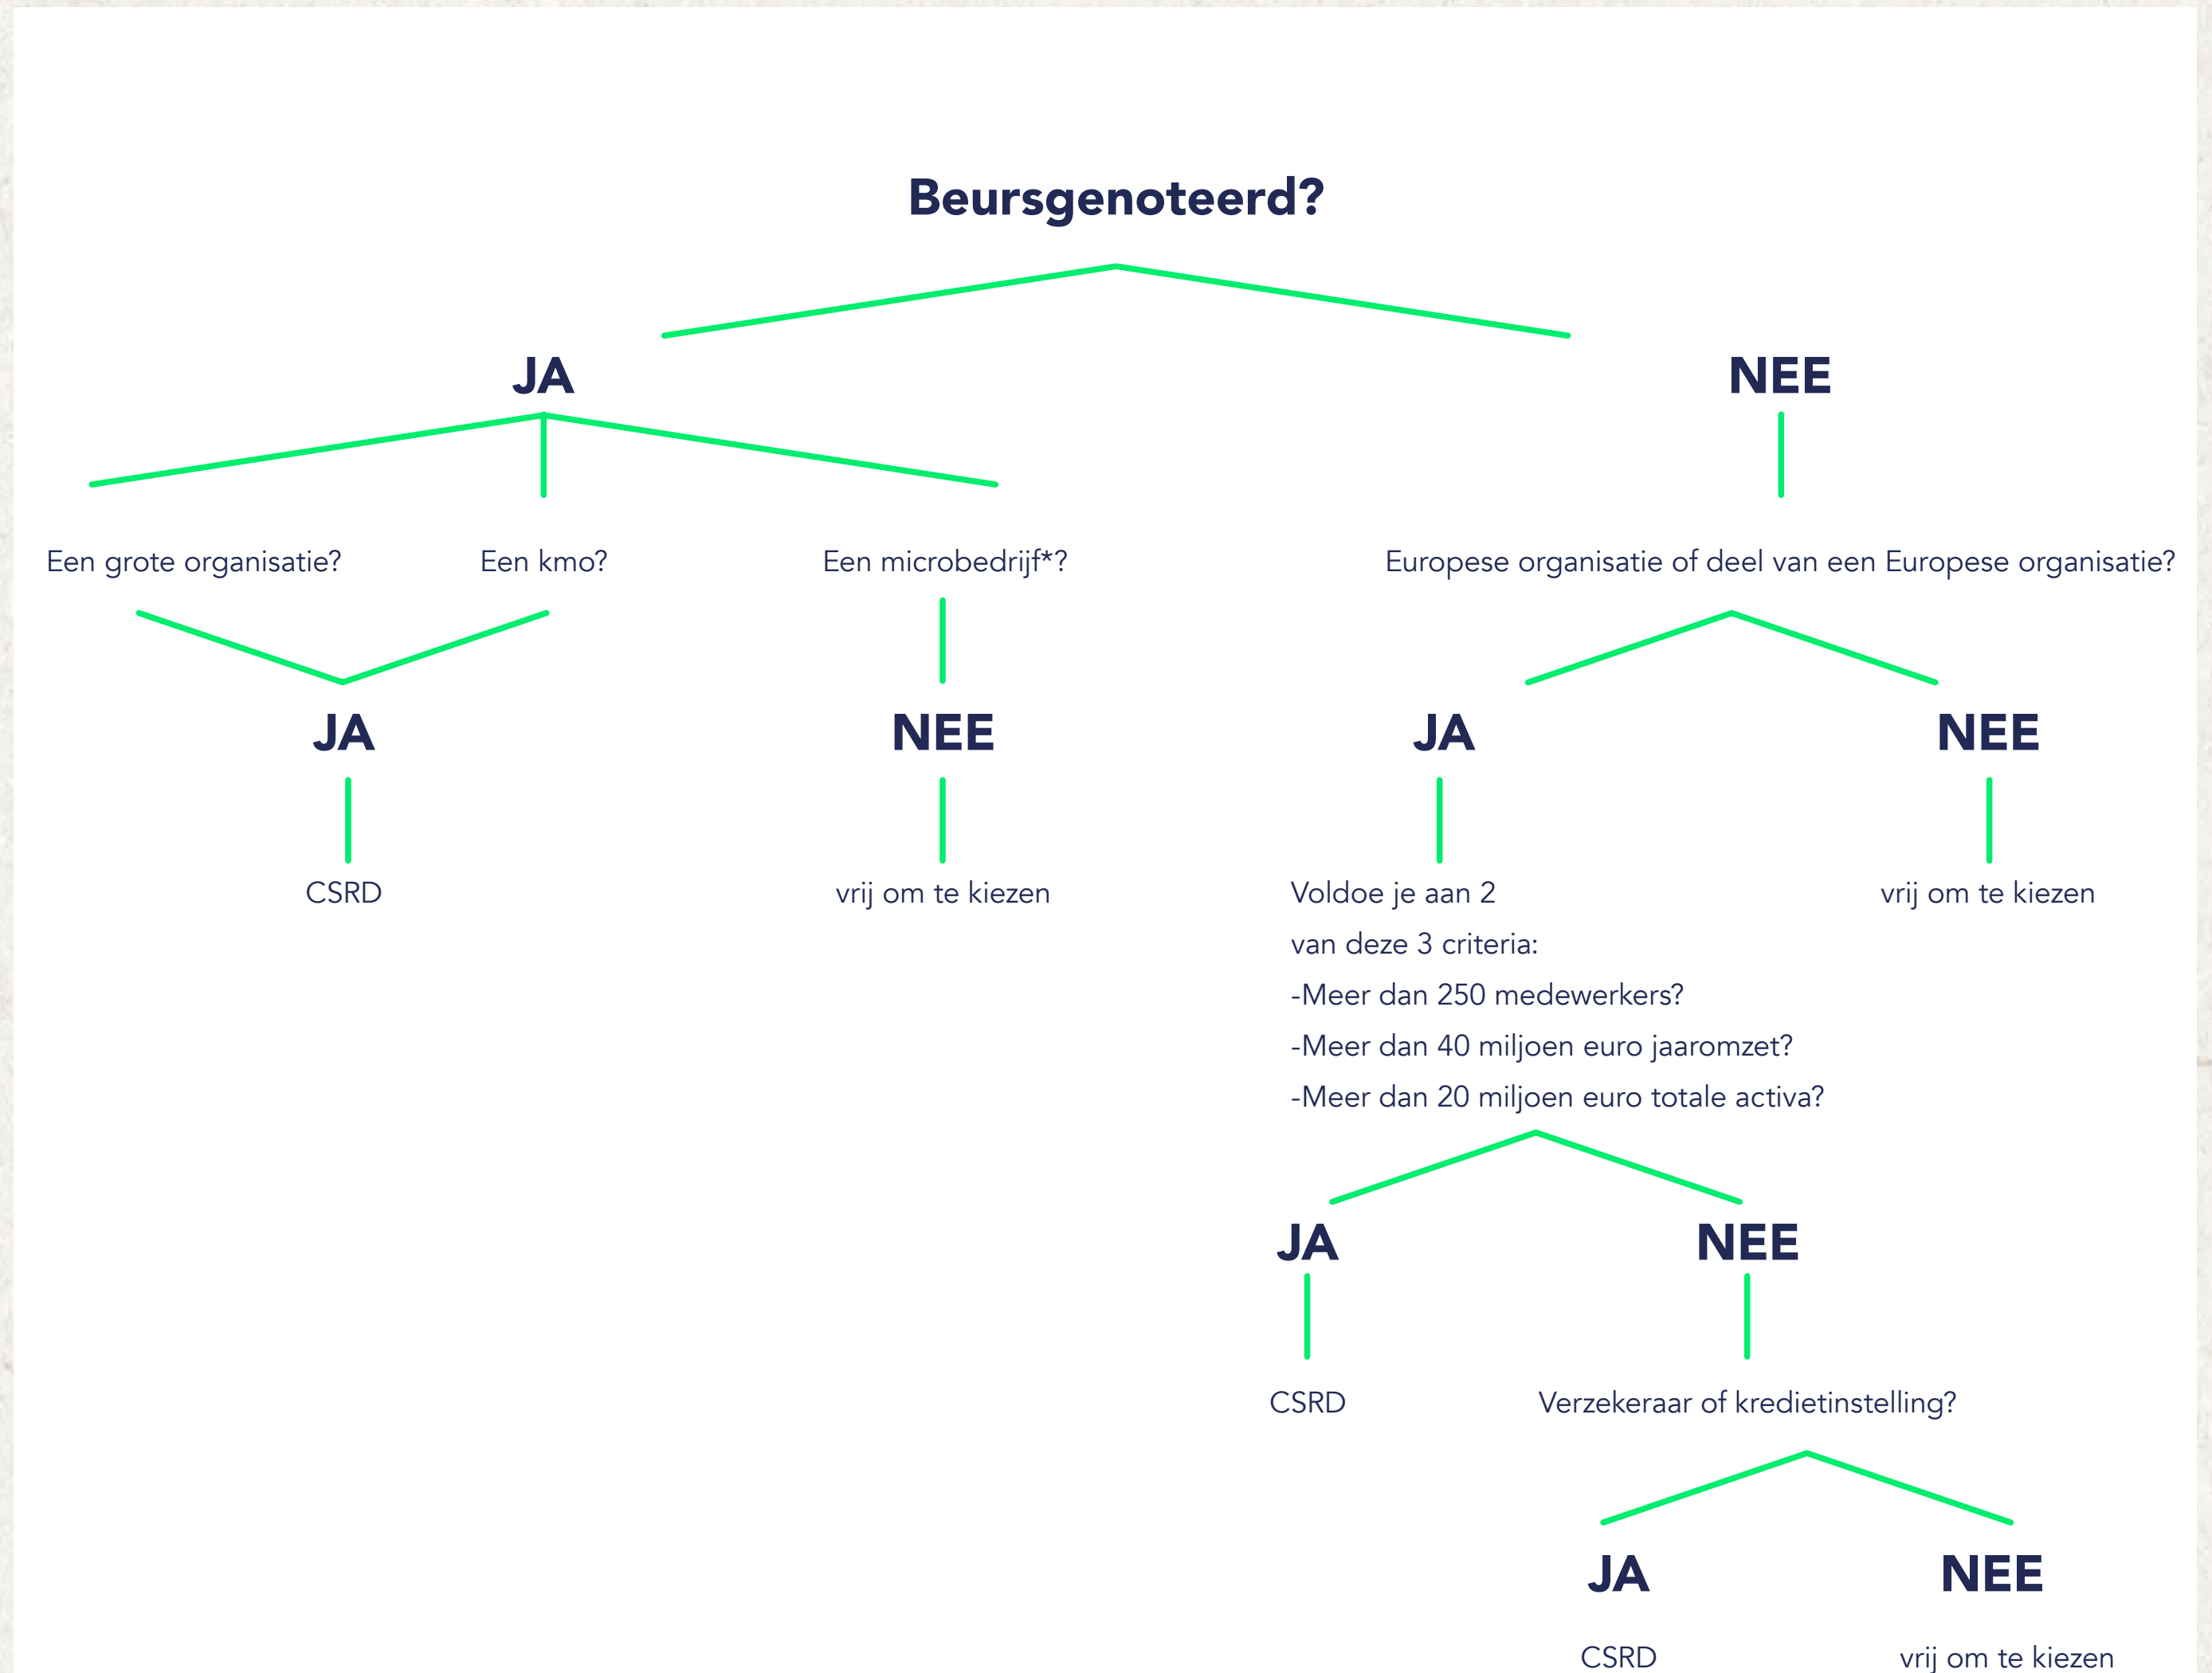 Beursgenoteerd?
JA
NEE
Een grote organisatie?
Een kmo?
Een microbedrijf*?
Europese organisatie of deel van een Europese organisatie?
JA
NEE
JA
NEE
CSRD
vrij om te kiezen
Voldoe je aan 2
van deze 3 criteria:
-Meer dan 250 medewerkers?
-Meer dan 40 miljoen euro jaaromzet?
-Meer dan 20 miljoen euro totale activa?
vrij om te kiezen
JA
NEE
CSRD
Verzekeraar of kredietinstelling?
JA
NEE
CSRD
vrij om te kiezen